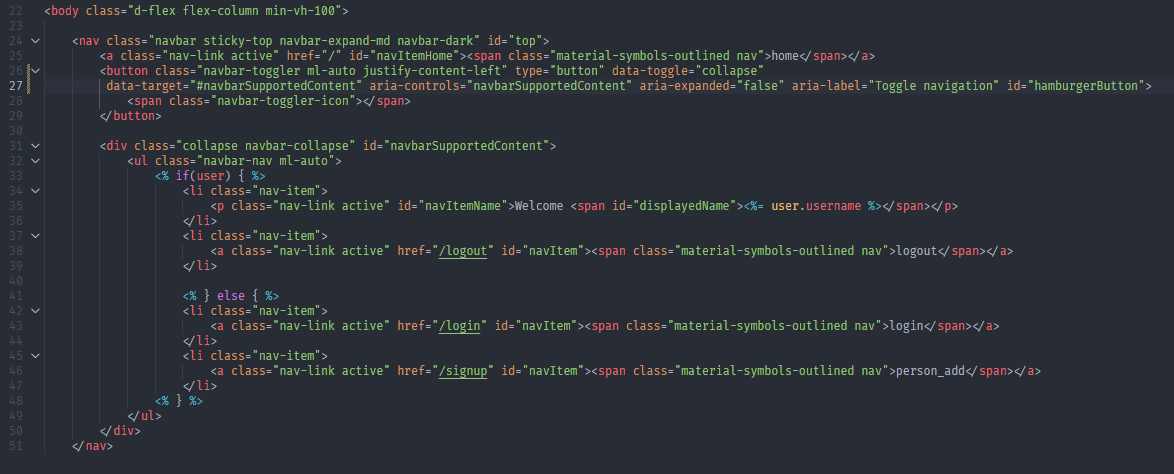 22 <body class="d-flex flex-column min-vh-100">
23
24 <nav class="navbar sticky-top navbar-expand-md navbar-dark" id="top">
25 <a class="nav-link active" href="/" id="navItemHome"><span class="material-symbols-outlined nav">home</span></a>
26 <button class="navbar-toggler ml-auto justify-content-left" type="button" data-toggle="collapse"
27 data-target="#navbarSupportedContent" aria-controls="navbarSupportedContent" aria-expanded="false" aria-label="Toggle navigation" id="hamburgerButton">
28 <span class="navbar-toggler-icon"></span>
29 </button>
30
31 <div class="collapse navbar-collapse" id="navbarSupportedContent">
32 <ul class="navbar-nav ml-auto">
33 <% if(user) { %>
34 <li class="nav-item">
35 <p class="nav-link active" id="navItemName">Welcome <span id="displayedName"><%= user.username %></span></p>
36 </li>
37 <li class="nav-item">
38 <a class="nav-link active" href="/logout" id="navItem"><span class="material-symbols-outlined nav">logout</span></a>
39 </li>
40
41 <% } else { %>
42 <li class="nav-item">
43 <a class="nav-link active" href="/login" id="navItem"><span class="material-symbols-outlined nav">login</span></a>
44 </li>
45 <li class="nav-item">
46 <a class="nav-link active" href="/signup" id="navItem"><span class="material-symbols-outlined nav">person_add</span></a>
47 </li>
48 <% } %>
49 </ul>
50 </div>
51 </nav>